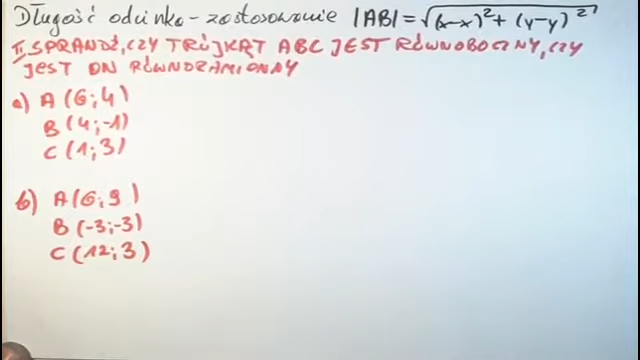 Długość odcinka - zastosowanie |AB| = √(x-x)²+(y-y)²
II SPRAWDŹ, CZY TRÓJKĄT ABC JEST RÓWNOBOCZNY, CZY
JEST ON RÓWNORAMIONNY
a) A (6; 4)
B (4; -1)
C (1; 3)
b) A (6; 9)
B (-3; -3)
C (12; 3)